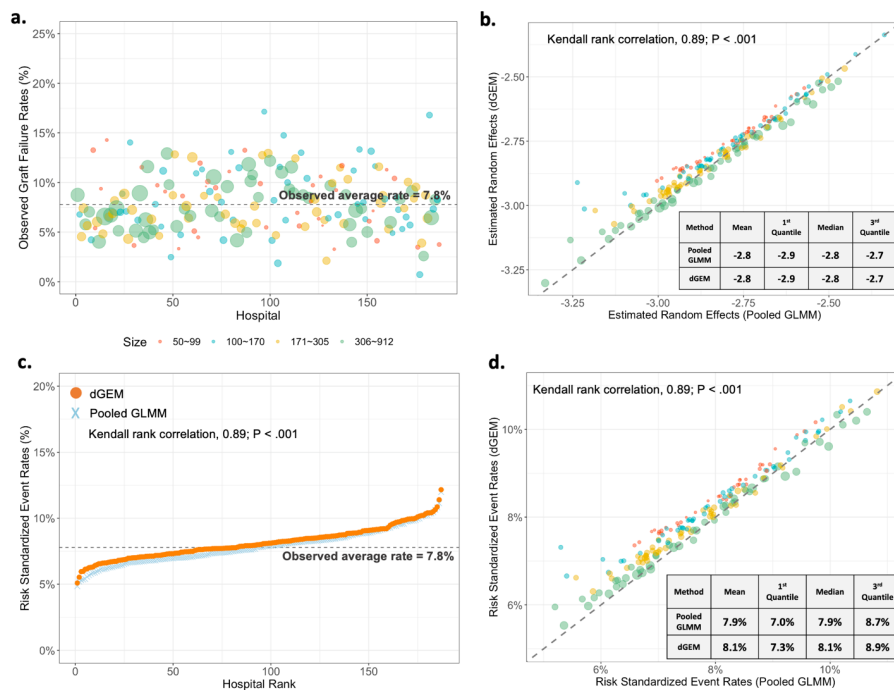 a.
25%
20%
15%
10%
5%
0%
Observed Graft Failure Rates (%)
Observed average rate = 7.8%
0
50
100
150
Hospital
Size
50~99
100~170
171~305
306~912
b.
Kendall rank correlation, 0.89; P < .001
-2.50
-2.75
-3.00
-3.25
Estimated Random Effects (dGEM)
Method Mean 1st Quantile Median 3rd Quantile
Pooled GLMM -2.8 -2.9 -2.8 -2.7
dGEM -2.8 -2.9 -2.8 -2.7
-3.25
-3.00
-2.75
-2.50
Estimated Random Effects (Pooled GLMM)
c.
20%
15%
10%
5%
0%
Risk Standardized Event Rates (%)
dGEM
Pooled GLMM
Kendall rank correlation, 0.89; P < .001
Observed average rate = 7.8%
0
50
100
150
Hospital Rank
d.
Kendall rank correlation, 0.89; P < .001
10%
8%
6%
Risk Standardized Event Rates (dGEM)
Method Mean 1st Quantile Median 3rd Quantile
Pooled GLMM 7.9% 7.0% 7.9% 8.7%
dGEM 8.1% 7.3% 8.1% 8.9%
6%
8%
10%
Risk Standardized Event Rates (Pooled GLMM)